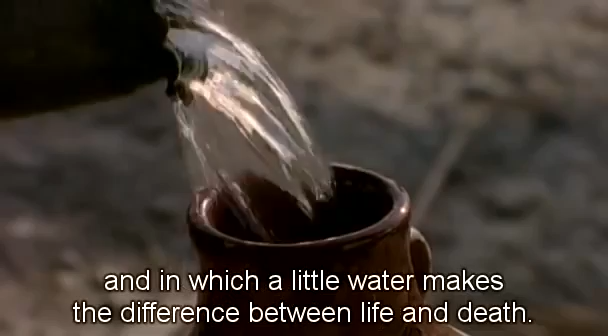 and in which a little water makes
the difference between life and death.